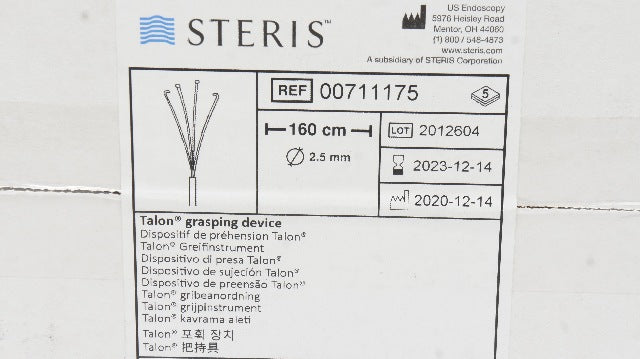 STERIS™
US Endoscopy
5976 Heisley Road
Mentor, OH 44060
(1) 800 / 548-4873
www.steris.com
A subsidiary of STERIS Corporation
REF 00711175
5
160 cm
2.5 mm
LOT 2012604
2023-12-14
2020-12-14
Talon® grasping device
Dispositif de préhension Talon®
Talon® Greifinstrument
Dispositivo di presa Talon®
Dispositivo de sujeción Talon®
Dispositivo de preensão Talon®
Talon® gribeanordning
Talon® grijpinstrument
Talon® kavrama aleti
Talon® 포획 장치
Talon® 把持具